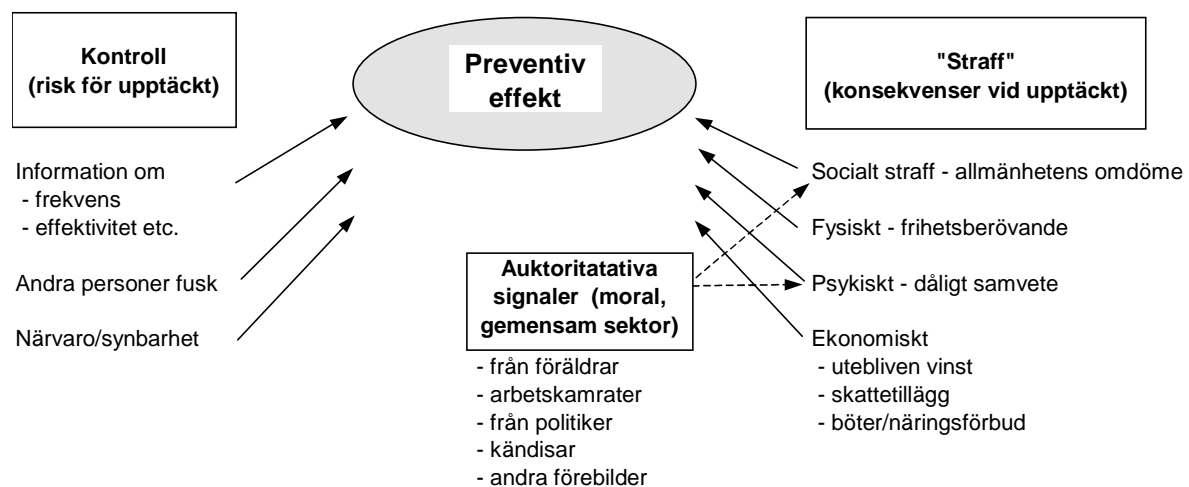 Kontroll
(risk för upptäckt)
Preventiv
effekt
"Straff"
(konsekvenser vid upptäckt)
Information om
- frekvens
- effektivitet etc.
Andra personer fusk
Närvaro/synbarhet
Auktoritatativa
signaler (moral,
gemensam sektor)
- från föräldrar
- arbetskamrater
- från politiker
- kändisar
- andra förebilder
Socialt straff - allmänhetens omdöme
Fysiskt - frihetsberövande
Psykiskt - dåligt samvete
Ekonomiskt
- utebliven vinst
- skattetillägg
- böter/näringsförbud